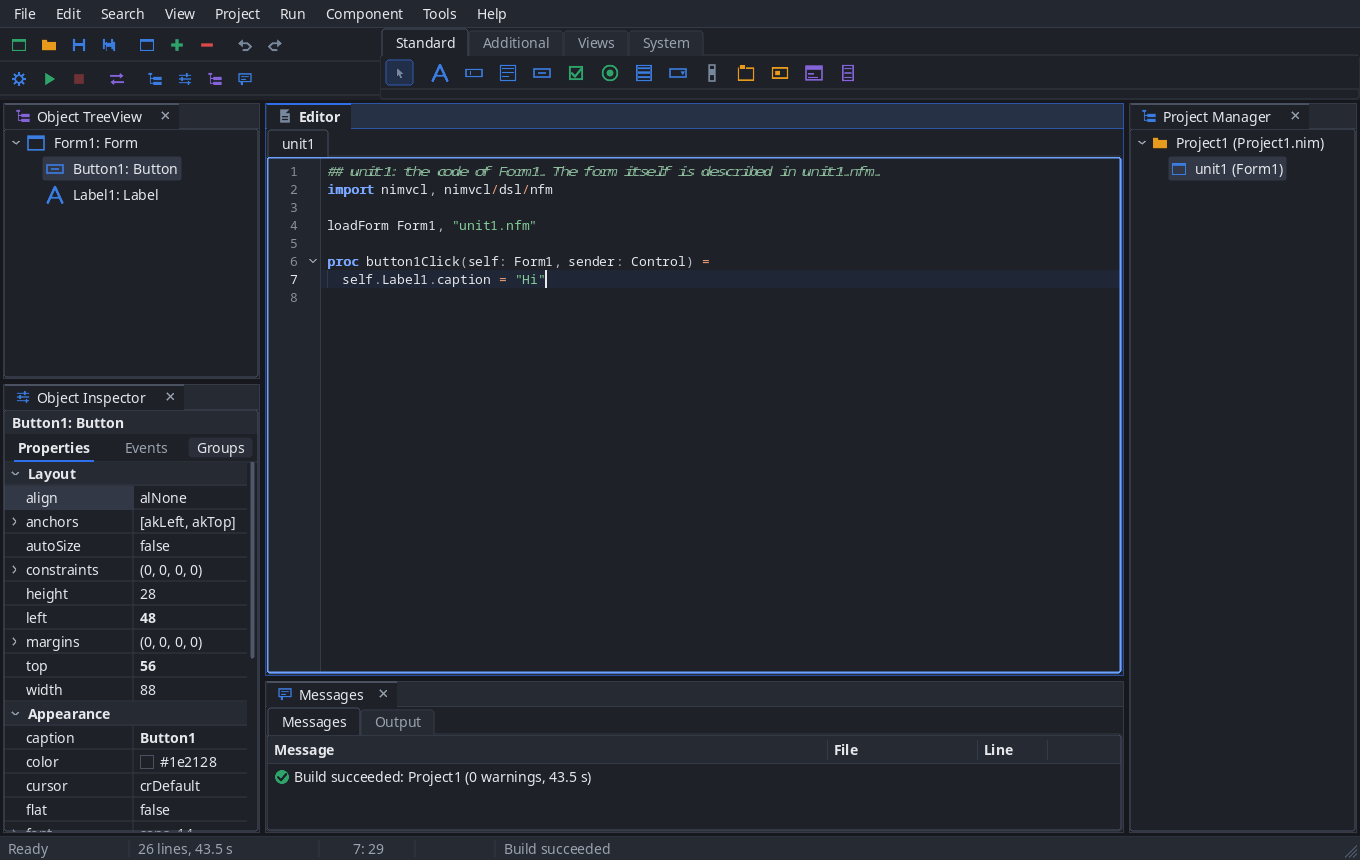 File Edit Search View Project Run Component Tools Help
Standard Additional Views System
Object TreeView
Form1: Form
Button1: Button
Label1: Label
Object Inspector
Button1: Button
Properties Events Groups
Layout
align alNone
anchors [akLeft, akTop]
autoSize false
constraints (0, 0, 0, 0)
height 28
left 48
margins (0, 0, 0, 0)
top 56
width 88
Appearance
caption Button1
color #1e2128
cursor crDefault
flat false
Editor
unit1
1 ## unit1: the code of Form1. The form itself is described in unit1.nfm.
2 import nimvcl, nimvcl/dsl/nfm
3
4 loadForm Form1, "unit1.nfm"
5
6 proc button1Click(self: Form1, sender: Control) =
7 self.Label1.caption = "Hi"
8
Messages
Messages Output
Message File Line
Build succeeded: Project1 (0 warnings, 43.5 s)
Project Manager
Project1 (Project1.nim)
unit1 (Form1)
Ready 26 lines, 43.5 s 7: 29 Build succeeded